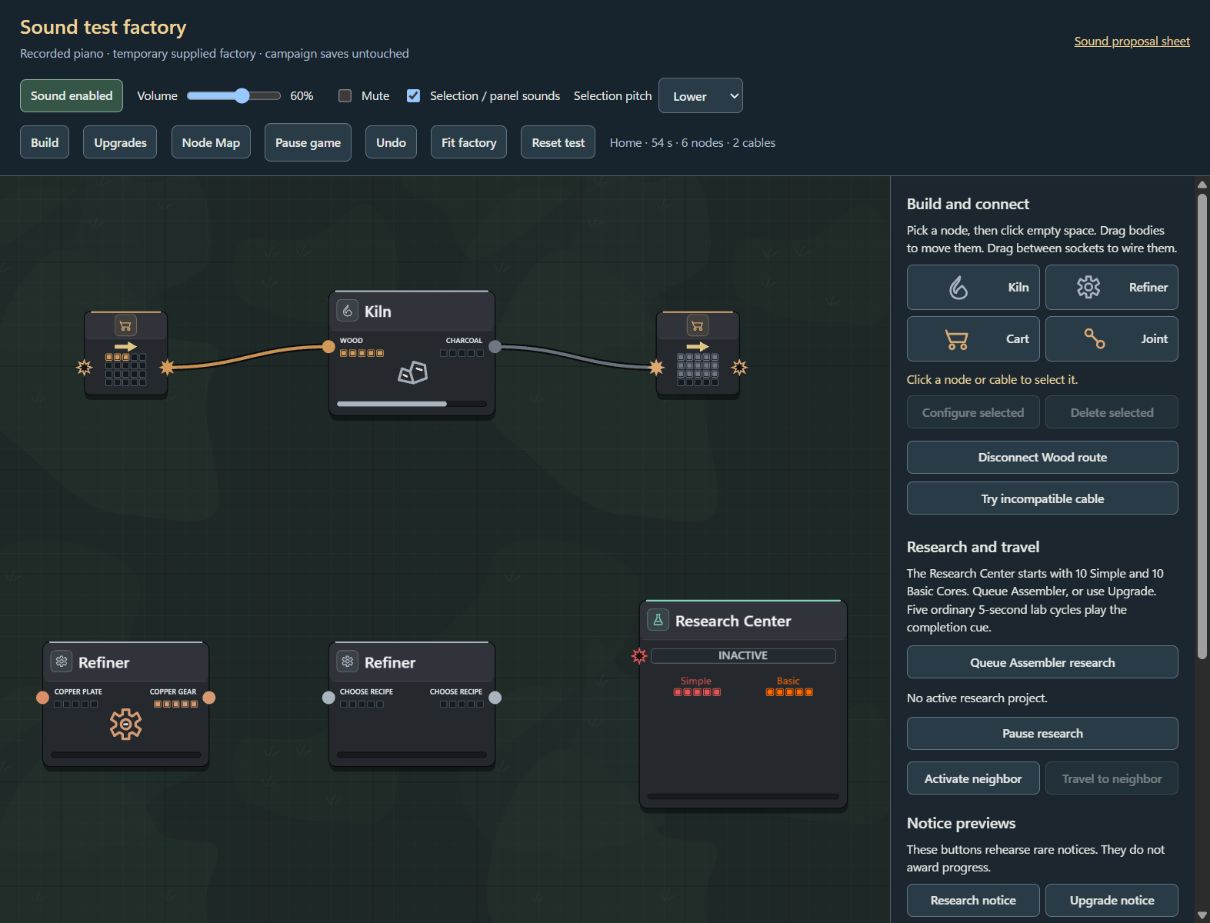 Sound test factory
Recorded piano · temporary supplied factory · campaign saves untouched
Sound proposal sheet
Sound enabled
Volume
60%
Mute
Selection / panel sounds
Selection pitch
Lower
Build
Upgrades
Node Map
Pause game
Undo
Fit factory
Reset test
Home · 54 s · 6 nodes · 2 cables
Kiln
WOOD
CHARCOAL
Refiner
COPPER PLATE
COPPER GEAR
Refiner
CHOOSE RECIPE
CHOOSE RECIPE
Research Center
INACTIVE
Simple
Basic
Build and connect
Pick a node, then click empty space. Drag bodies
to move them. Drag between sockets to wire them.
Kiln
Refiner
Cart
Joint
Click a node or cable to select it.
Configure selected
Delete selected
Disconnect Wood route
Try incompatible cable
Research and travel
The Research Center starts with 10 Simple and 10
Basic Cores. Queue Assembler, or use Upgrade.
Five ordinary 5-second lab cycles play the
completion cue.
Queue Assembler research
No active research project.
Pause research
Activate neighbor
Travel to neighbor
Notice previews
These buttons rehearse rare notices. They do not
award progress.
Research notice
Upgrade notice